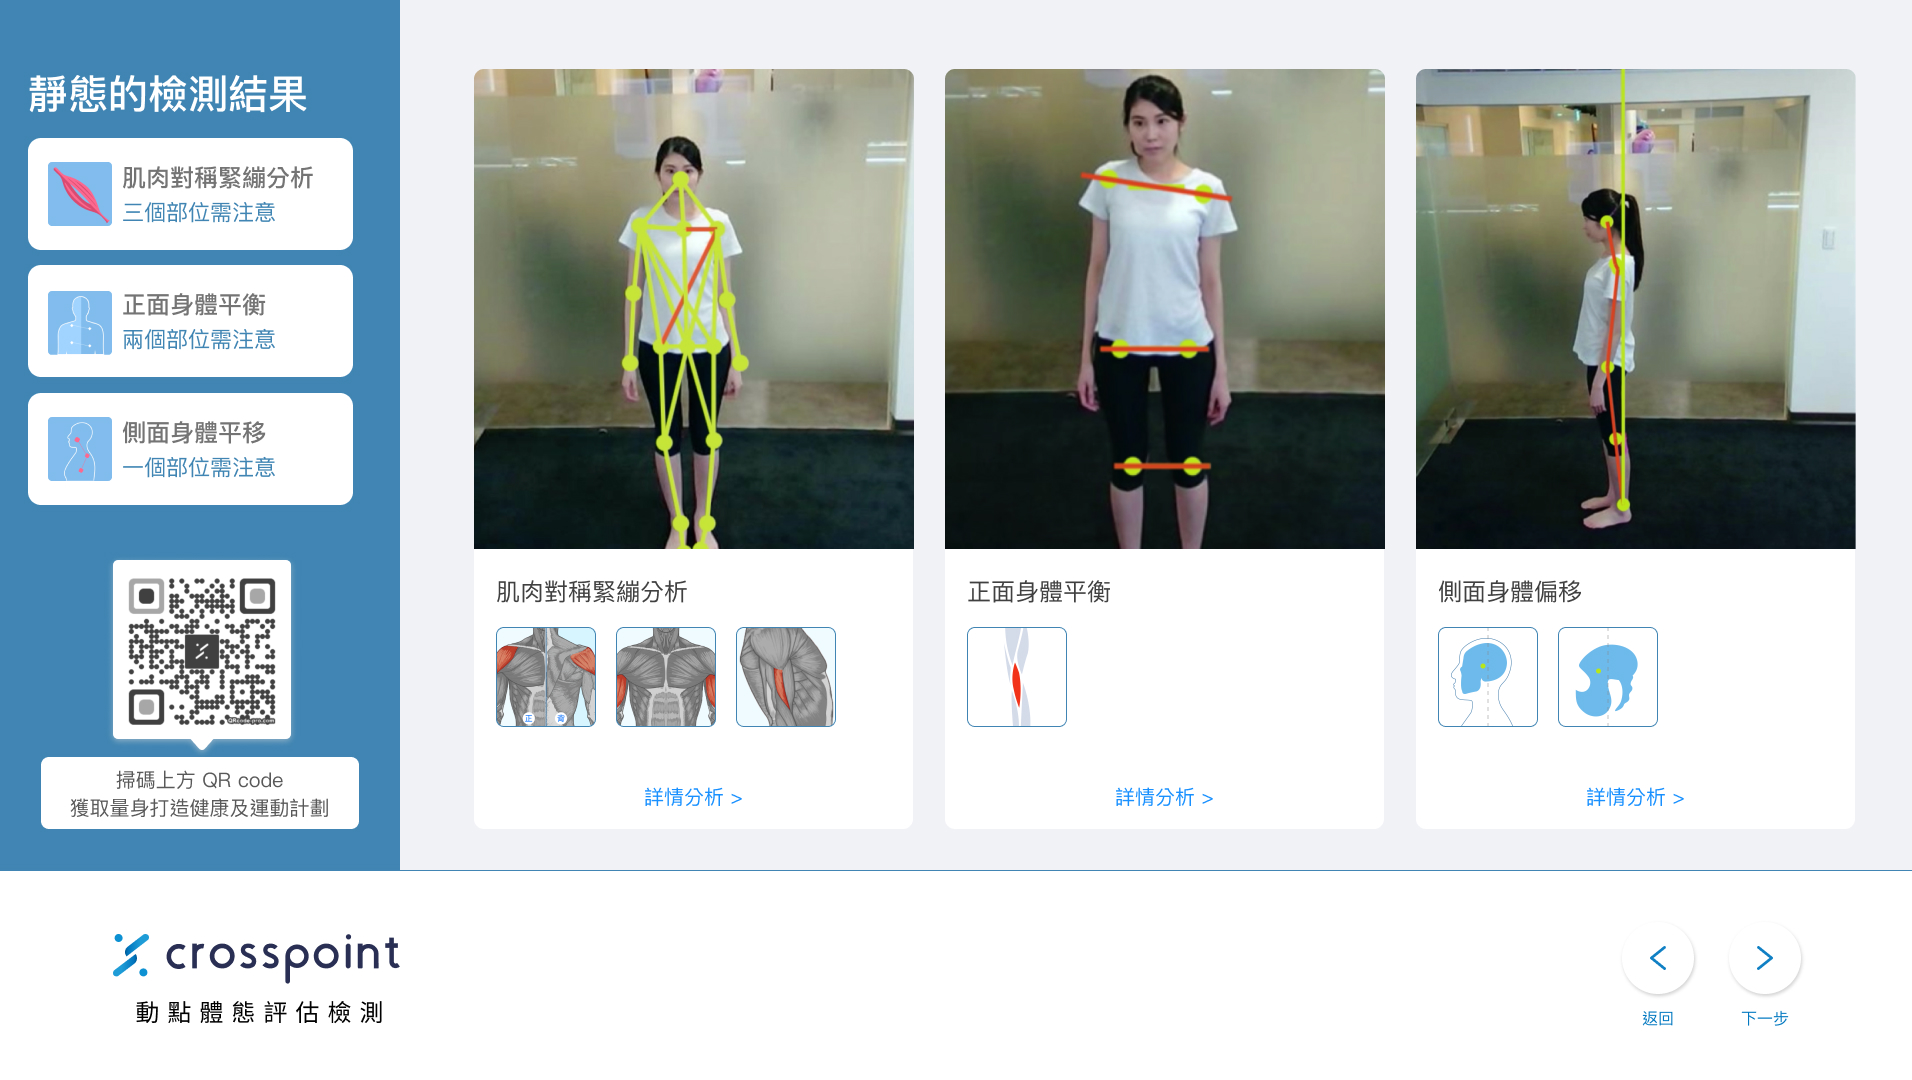 靜態的檢測結果
肌肉對稱緊繃分析
三個部位需注意
正面身體平衡
兩個部位需注意
側面身體平移
一個部位需注意
QRcode-pro.com
掃碼上方 QR code
獲取量身打造健康及運動計劃
肌肉對稱緊繃分析
正
背
詳情分析 >
正面身體平衡
詳情分析 >
側面身體偏移
詳情分析 >
crosspoint
動點體態評估檢測
返回
下一步